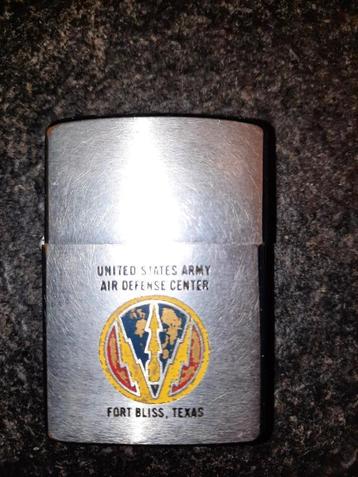 UNITED STATES ARMY
AIR DEFENSE CENTER
FORT BLISS, TEXAS